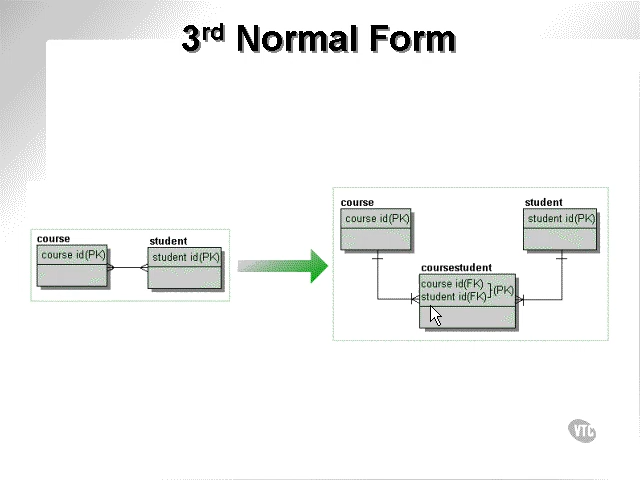 3rd Normal Form
course
course id(PK)
student
student id(PK)
course
course id(PK)
student
student id(PK)
coursestudent
course id(FK)
student id(FK)
}(PK)
VTC